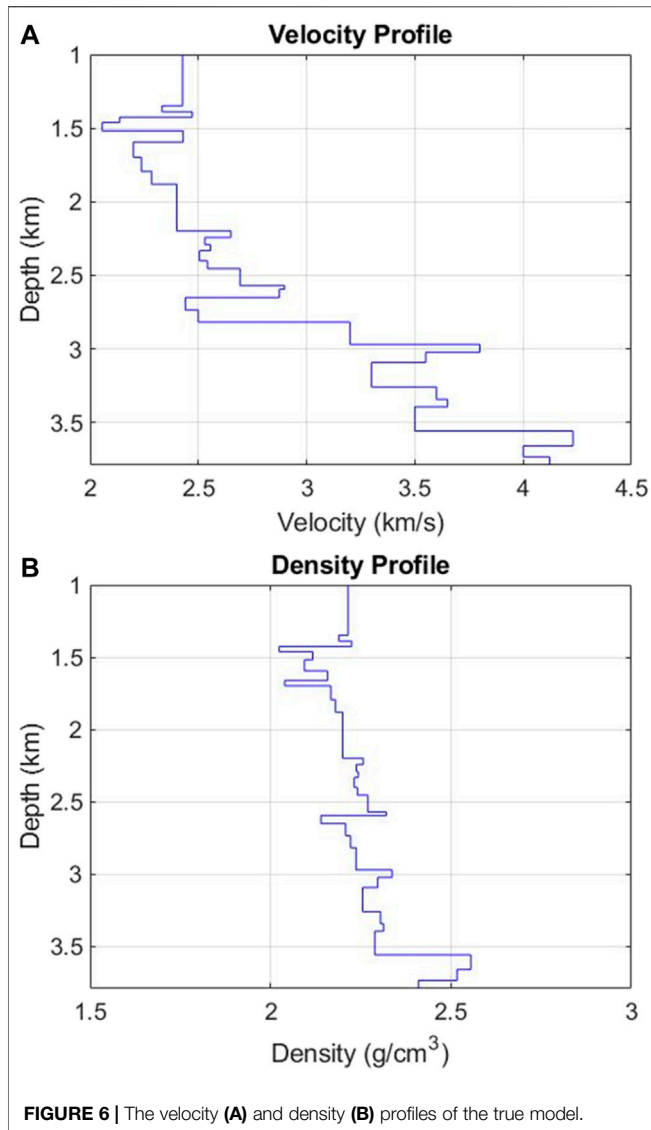 A
Velocity Profile
1
1.5
2
2.5
3
3.5
Depth (km)
2 2.5 3 3.5 4 4.5
Velocity (km/s)
B
Density Profile
1
1.5
2
2.5
3
3.5
Depth (km)
1.5 2 2.5 3
Density (g/cm³)
FIGURE 6 | The velocity (A) and density (B) profiles of the true model.